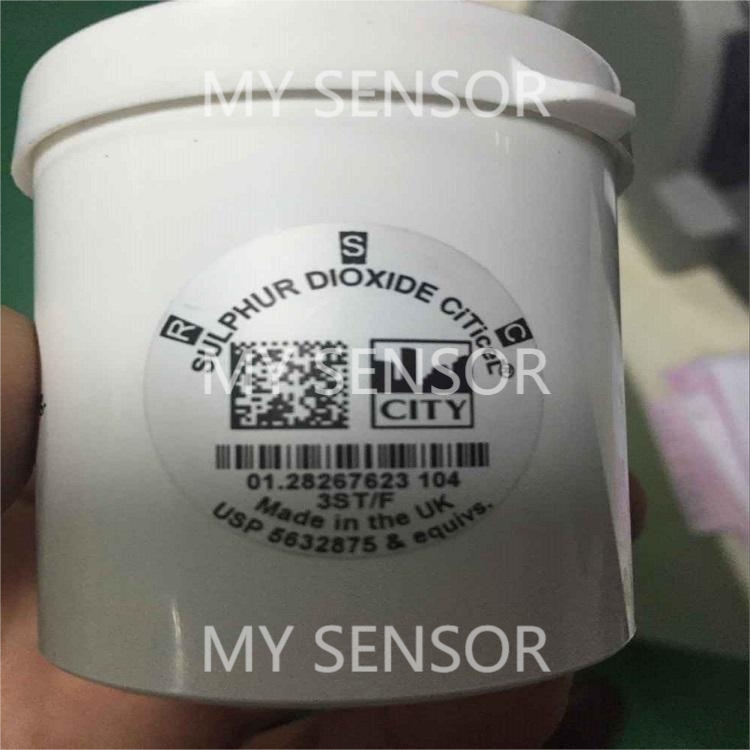 MY SENSOR
S
R
C
SULPHUR DIOXIDE CiTiceL®
MY SENSOR
CITY
01.28267623 104
3ST/F
Made in the UK
USP 5632875 & equivs.
MY SENSOR